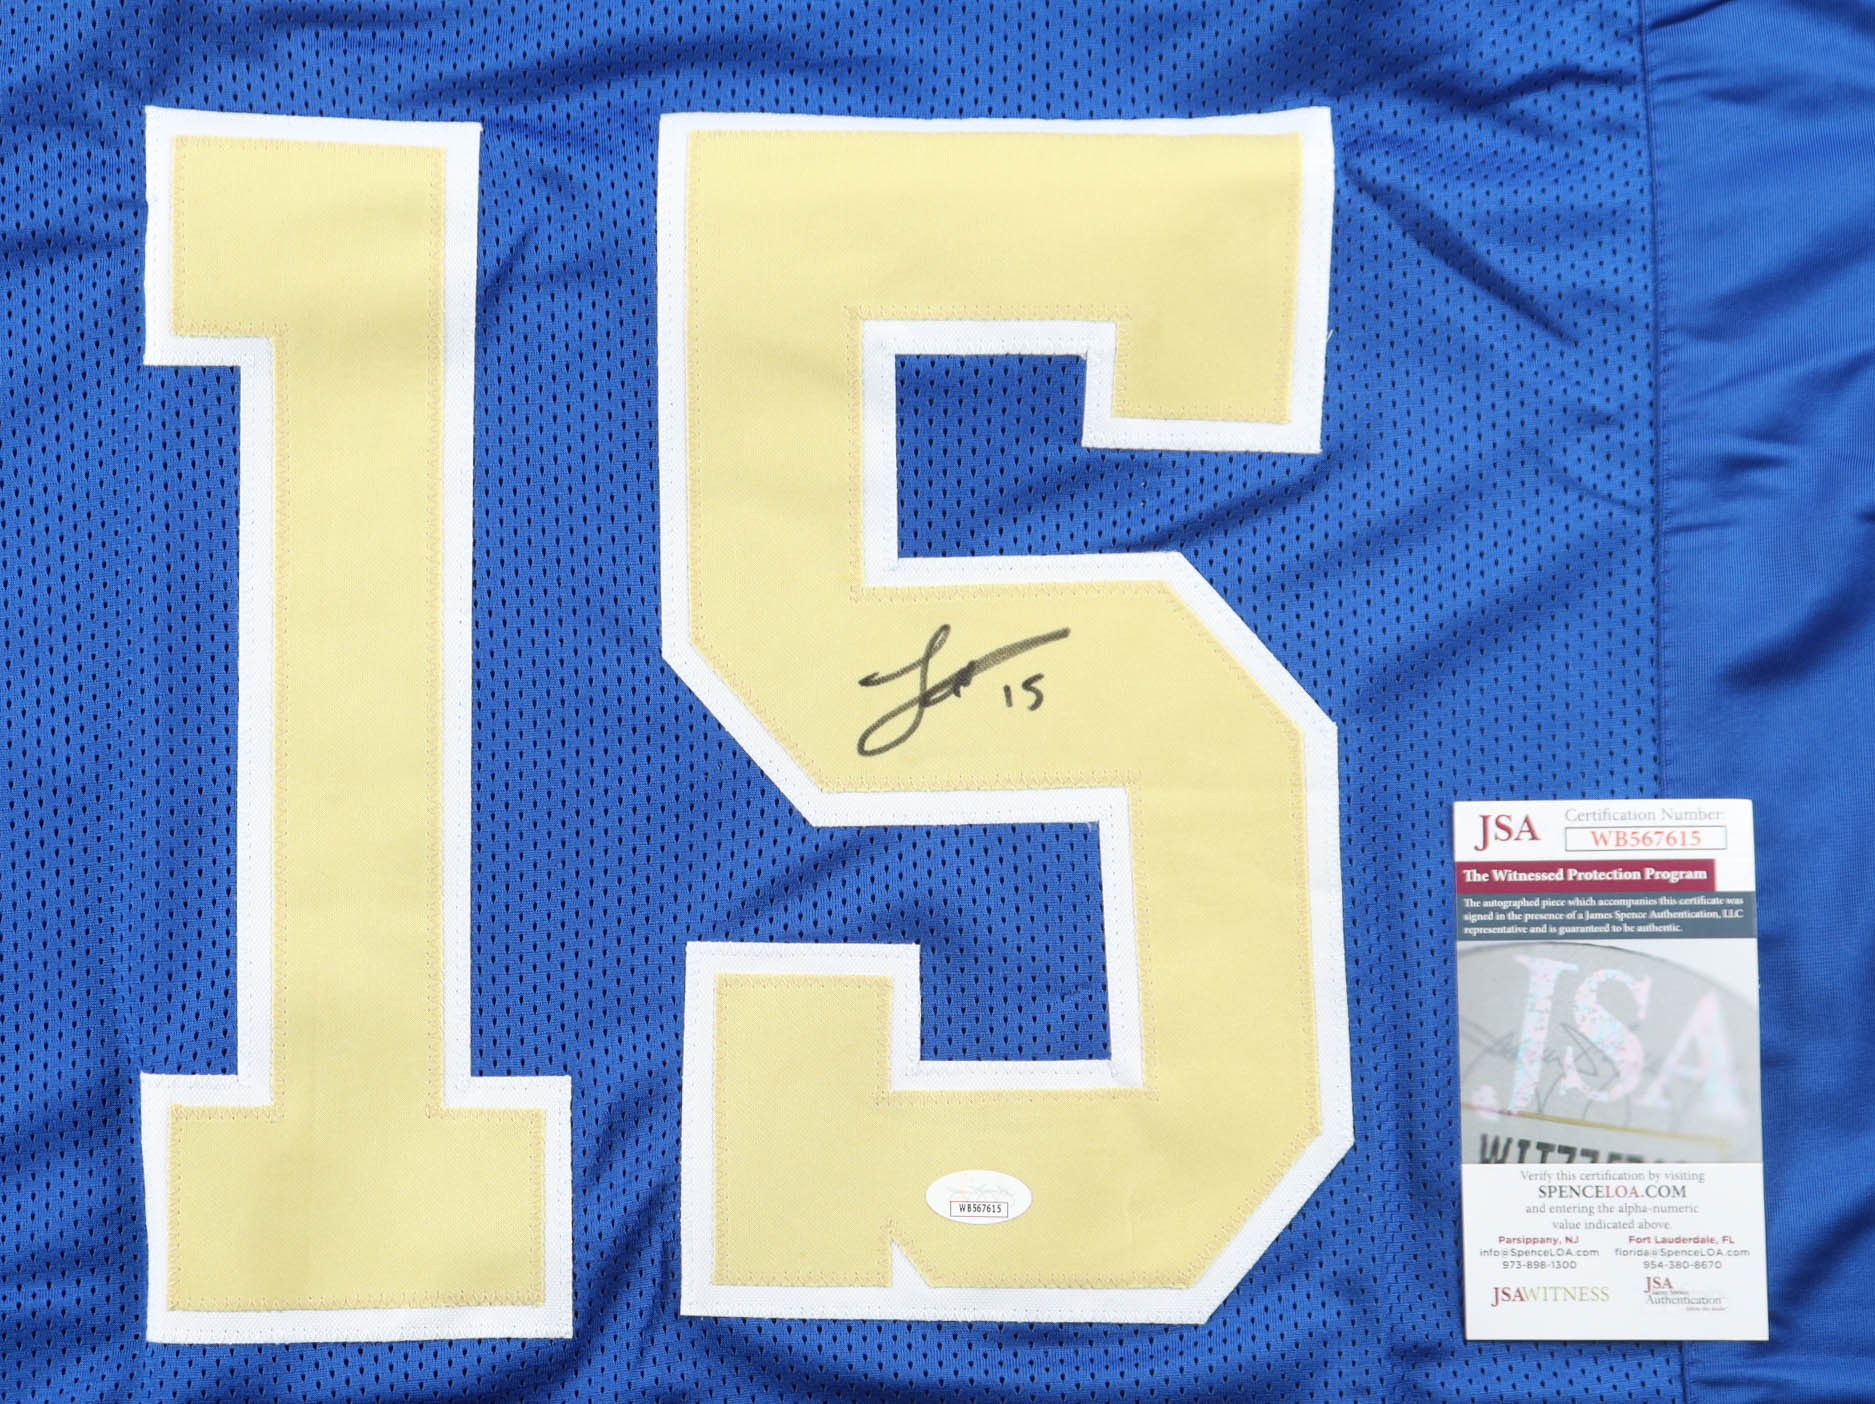 15
15
WB567615
JSA
Certification Number:
WB567615
The Witnessed Protection Program
The autographed piece which accompanies this certificate was
signed in the presence of a James Spence Authentication, LLC
representative and is guaranteed to be authentic.
JSA
Verify this certification by visiting
SPENCELOA.COM
and entering the alpha-numeric
value indicated above.
Parsippany, NJ
info@SpenceLOA.com
973-898-1300
Fort Lauderdale, FL
florida@SpenceLOA.com
954-380-8670
JSAWITNESS
JSA
James Spence
Authentication